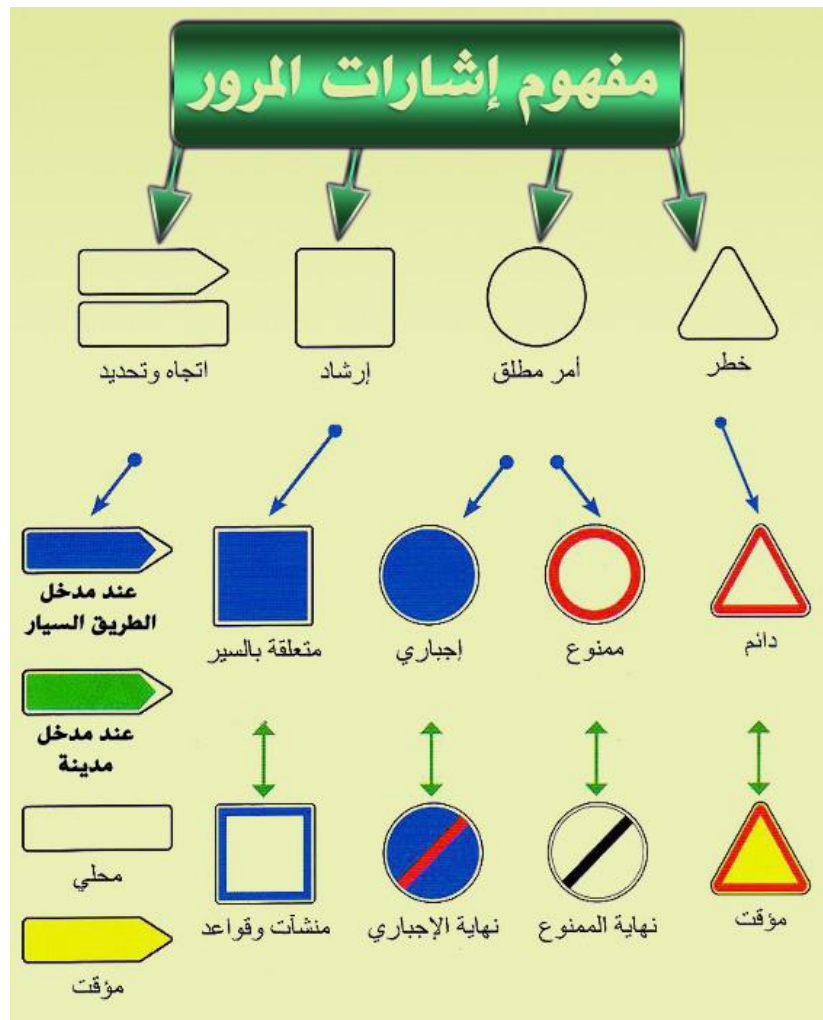 مفهوم إشارات المرور
خطر
أمر مطلق
إرشاد
اتجاه وتحديد
دائم
ممنوع
إجباري
متعلقة بالسير
عند مدخل
الطريق السيار
عند مدخل
مدينة
محلي
مؤقت
نهاية الممنوع
نهاية الإجباري
منشآت وقواعد
مؤقت